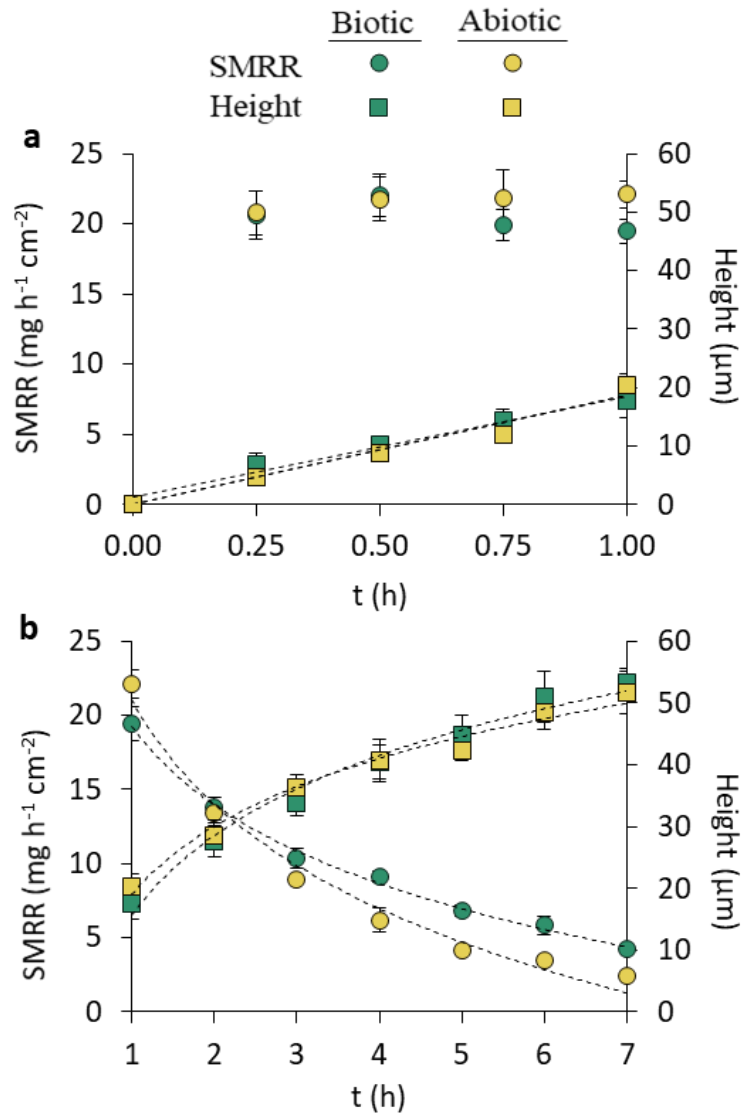 Biotic Abiotic
SMRR
Height
a
25 60
20 50
15 40
10 30
5 20
0 10
0
SMRR (mg h⁻¹ cm⁻²)
Height (μm)
0.00 0.25 0.50 0.75 1.00
t (h)
b
25 60
20 50
15 40
10 30
5 20
0 10
0
SMRR (mg h⁻¹ cm⁻²)
Height (μm)
1 2 3 4 5 6 7
t (h)